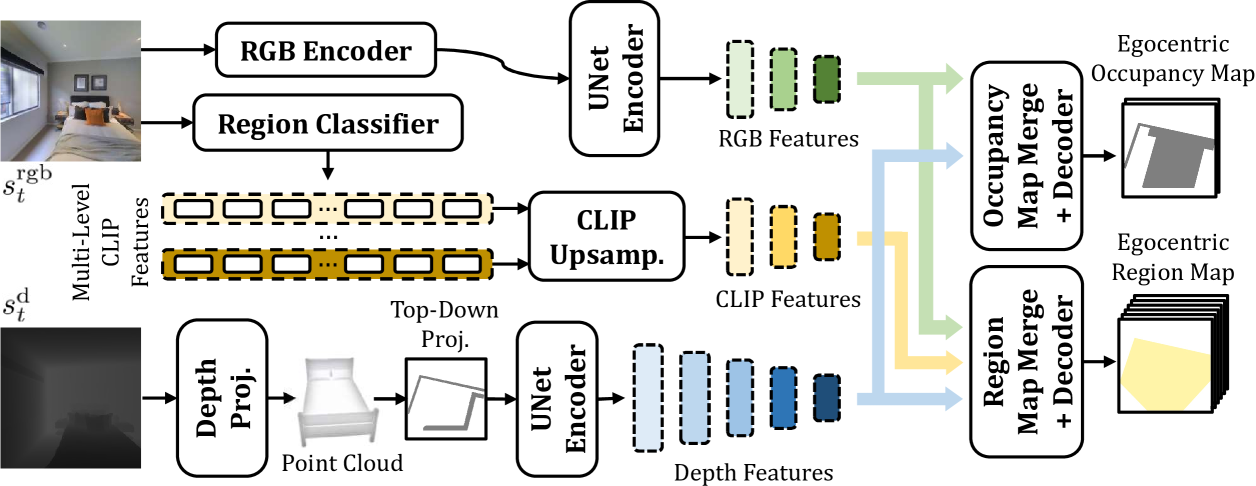 RGB Encoder
UNet
Encoder
RGB Features
Region Classifier
s_t^rgb
Multi-Level
CLIP
Features
...
...
...
CLIP
Upsamp.
CLIP Features
s_t^d
Depth
Proj.
Point Cloud
Top-Down
Proj.
UNet
Encoder
Depth Features
Occupancy
Map Merge
+ Decoder
Egocentric
Occupancy Map
Region
Map Merge
+ Decoder
Egocentric
Region Map